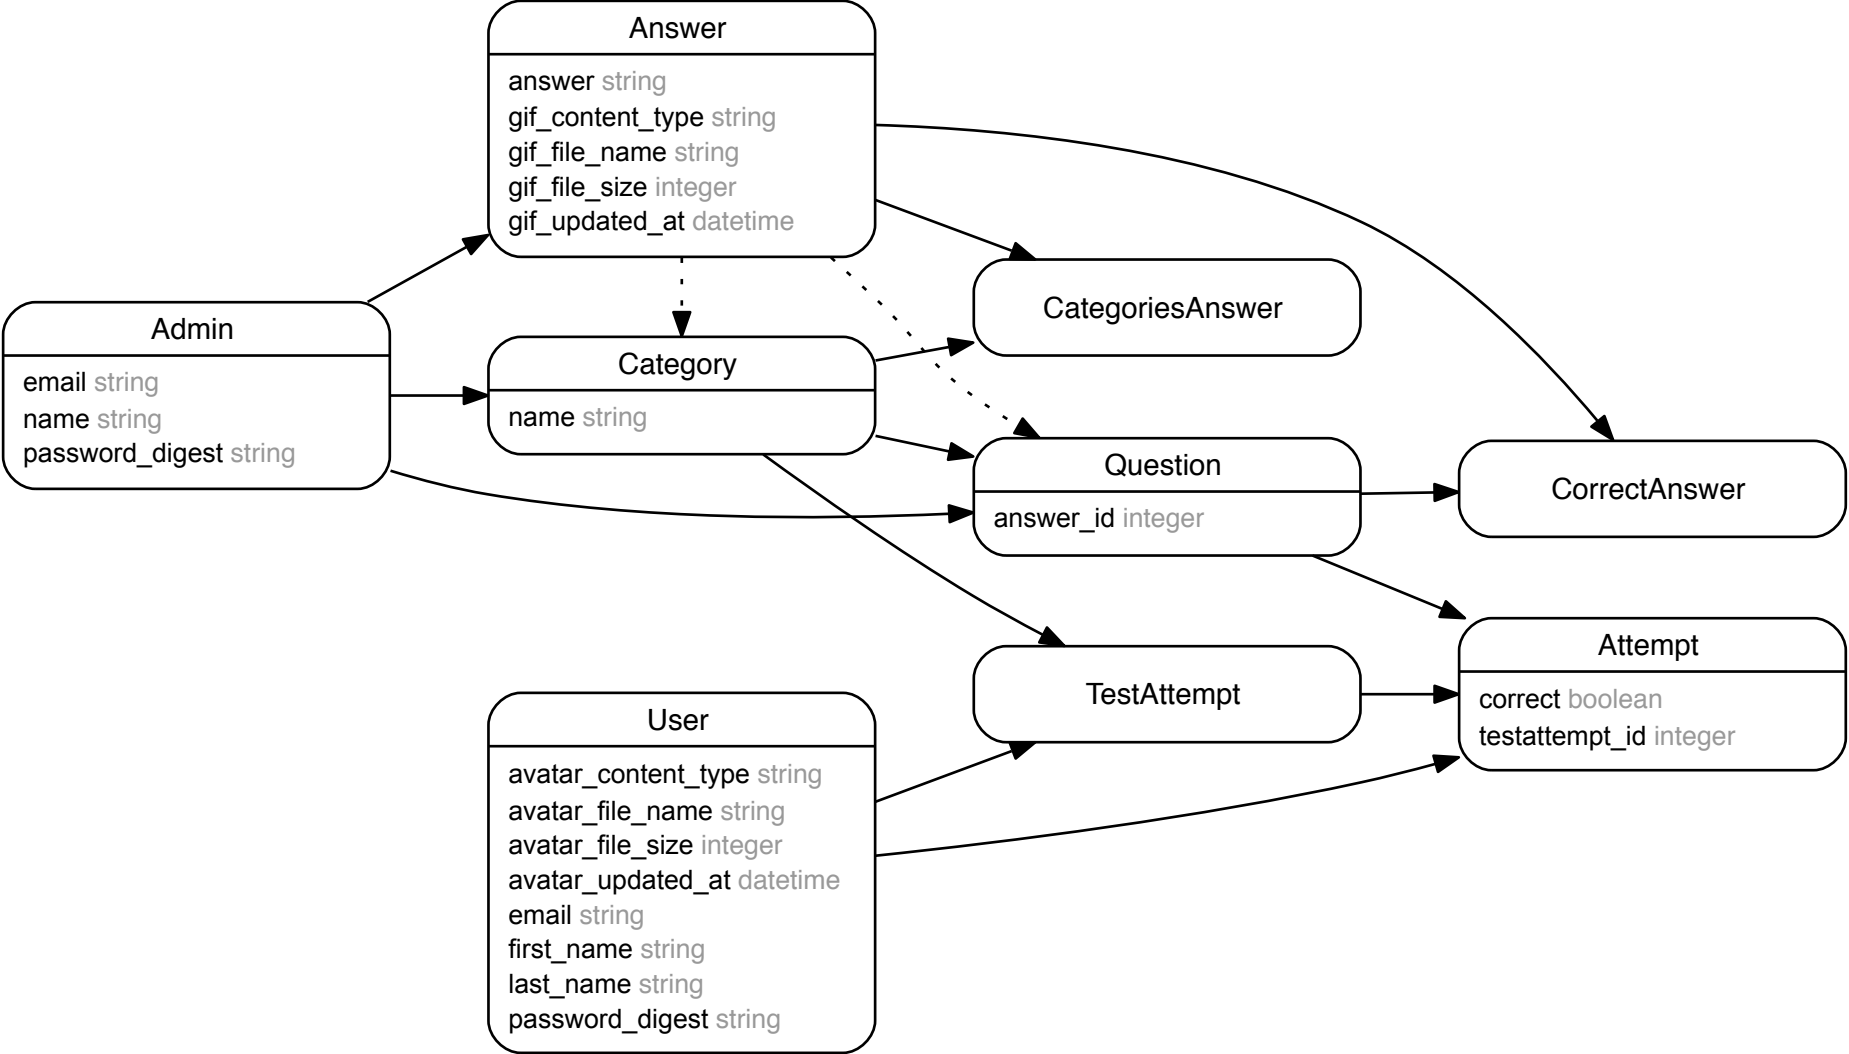 Answer
answer string
gif_content_type string
gif_file_name string
gif_file_size integer
gif_updated_at datetime
CategoriesAnswer
Admin
email string
name string
password_digest string
Category
name string
Question
answer_id integer
CorrectAnswer
TestAttempt
Attempt
correct boolean
testattempt_id integer
User
avatar_content_type string
avatar_file_name string
avatar_file_size integer
avatar_updated_at datetime
email string
first_name string
last_name string
password_digest string